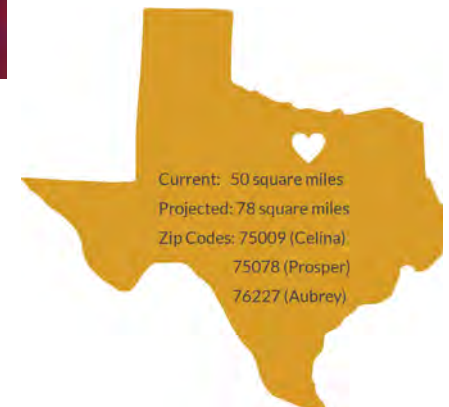 Current: 50 square miles
Projected: 78 square miles
Zip Codes: 75009 (Celina)
75078 (Prosper)
76227 (Aubrey)